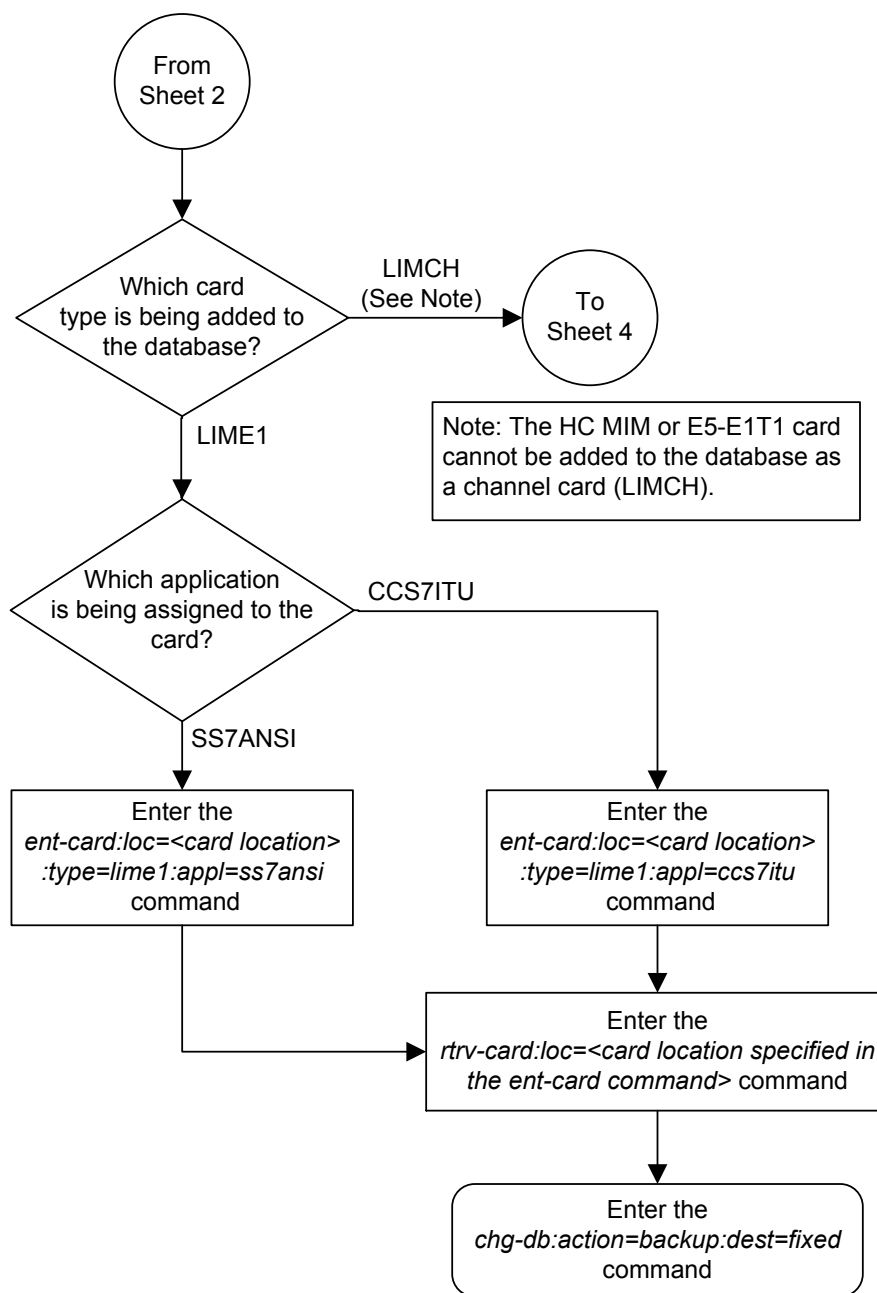 From
Sheet 2
Which card
type is being added to
the database?
LIMCH
(See Note)
To
Sheet 4
Note: The HC MIM or E5-E1T1 card
cannot be added to the database as
a channel card (LIMCH).
LIME1
Which application
is being assigned to the
card?
CCS7ITU
SS7ANSI
Enter the
ent-card:loc=<card location>
:type=lime1:appl=ss7ansi
command
Enter the
ent-card:loc=<card location>
:type=lime1:appl=ccs7itu
command
Enter the
rtrv-card:loc=<card location specified in
the ent-card command> command
Enter the
chg-db:action=backup:dest=fixed
command